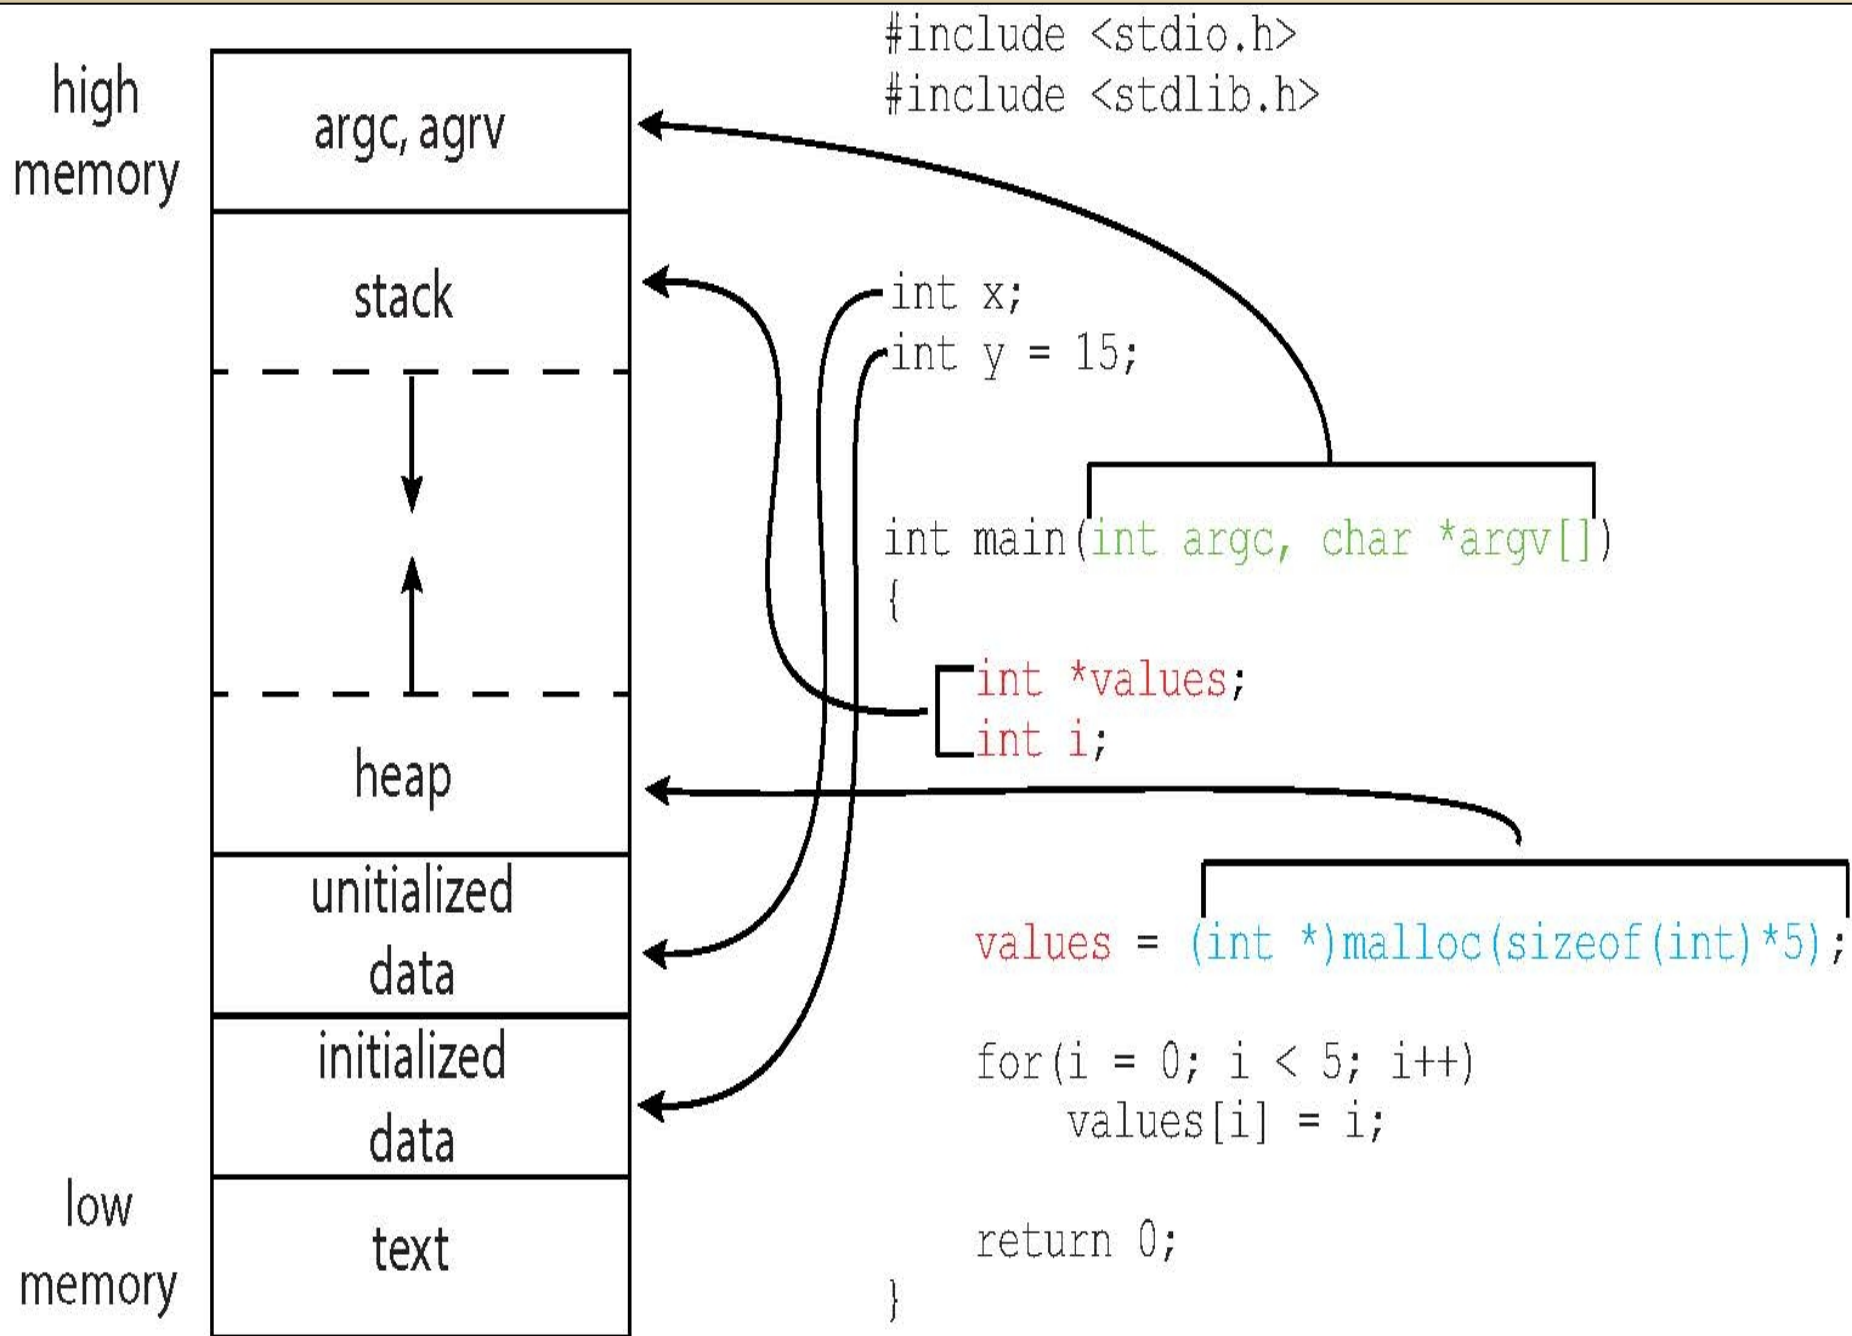 high
memory
argc, agrv
stack
heap
unitialized
data
initialized
data
low
memory
text
#include <stdio.h>
#include <stdlib.h>
int x;
int y = 15;
int main(int argc, char *argv[])
{
int *values;
int i;
values = (int *)malloc(sizeof(int)*5);
for(i = 0; i < 5; i++)
values[i] = i;
return 0;
}